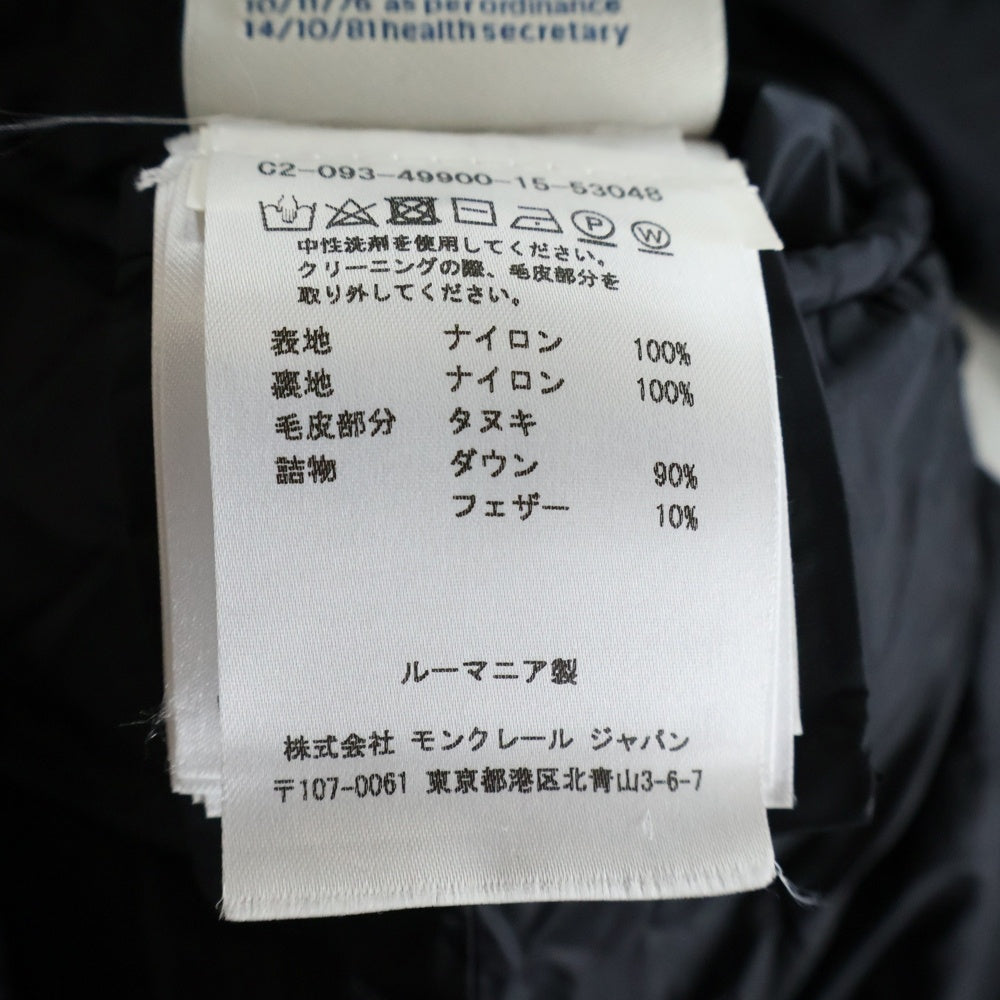 10/11/76 as per ordinance
14/10/81 health secretary
C2-093-49900-15-53048
P W
中性洗剤を使用してください。
クリーニングの際、毛皮部分を
取り外してください。
表地 ナイロン 100%
裏地 ナイロン 100%
毛皮部分 タヌキ
詰物 ダウン 90%
フェザー 10%
ルーマニア製
株式会社 モンクレール ジャパン
〒107-0061 東京都港区北青山3-6-7